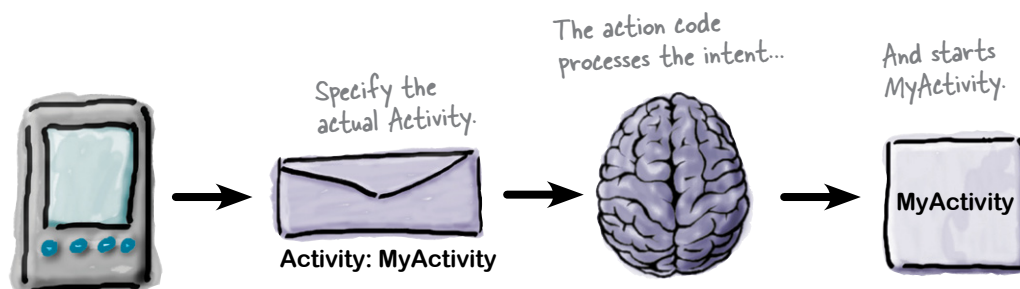 Specify the
actual Activity.
Activity: MyActivity
The action code
processes the intent...
And starts
MyActivity.
MyActivity